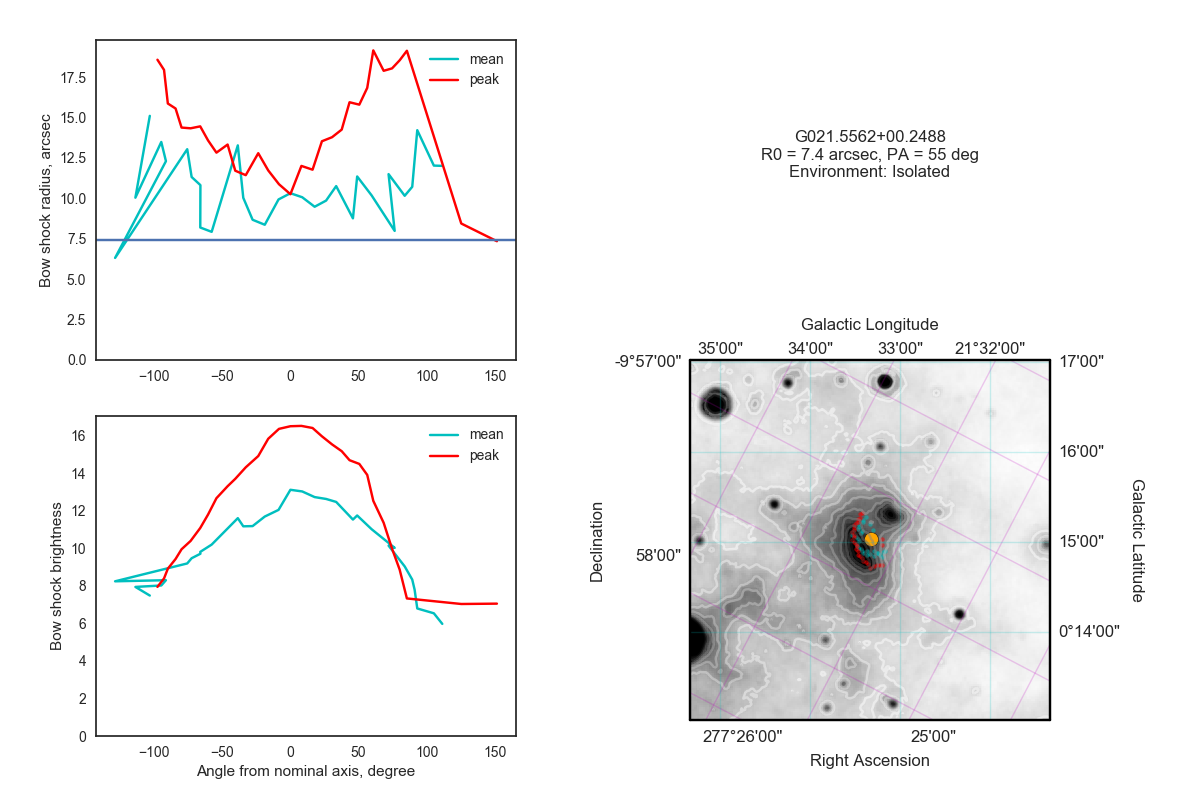 mean
peak
17.5
15.0
12.5
10.0
7.5
5.0
2.5
0.0
Bow shock radius, arcsec
−100
−50
0
50
100
150
G021.5562+00.2488
R0 = 7.4 arcsec, PA = 55 deg
Environment: Isolated
mean
peak
16
14
12
10
8
6
4
2
0
Bow shock brightness
−100
−50
0
50
100
150
Angle from nominal axis, degree
Galactic Longitude
35'00"
34'00"
33'00"
21°32'00"
-9°57'00"
58'00"
Declination
17'00"
16'00"
15'00"
0°14'00"
Galactic Latitude
277°26'00"
25'00"
Right Ascension